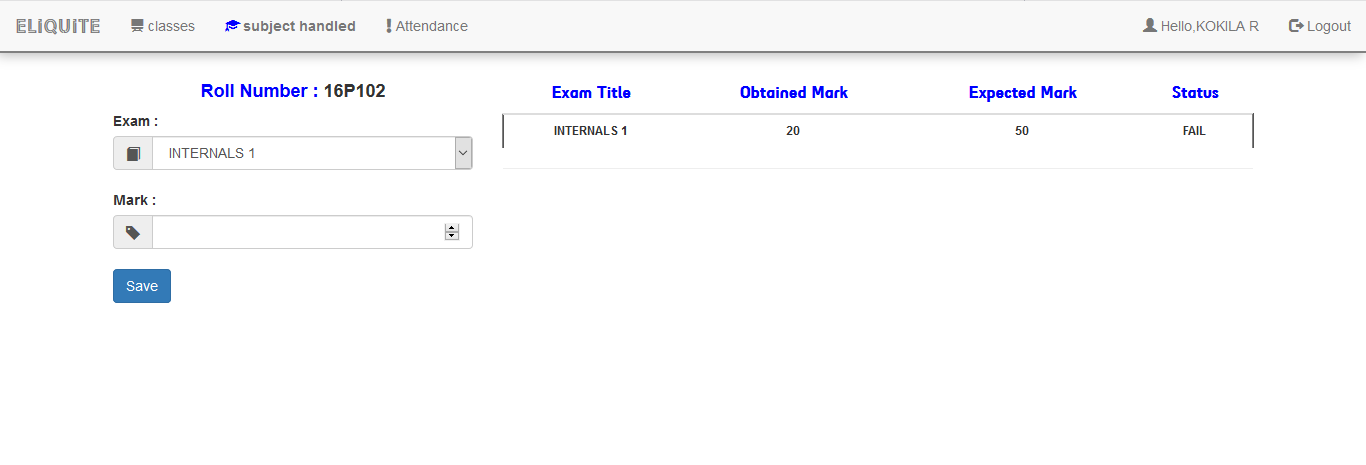 ELiQUiTE classes subject handled Attendance Hello,KOKILA R Logout
Roll Number : 16P102
Exam :
INTERNALS 1
Mark :
Save
Exam Title Obtained Mark Expected Mark Status
INTERNALS 1 20 50 FAIL